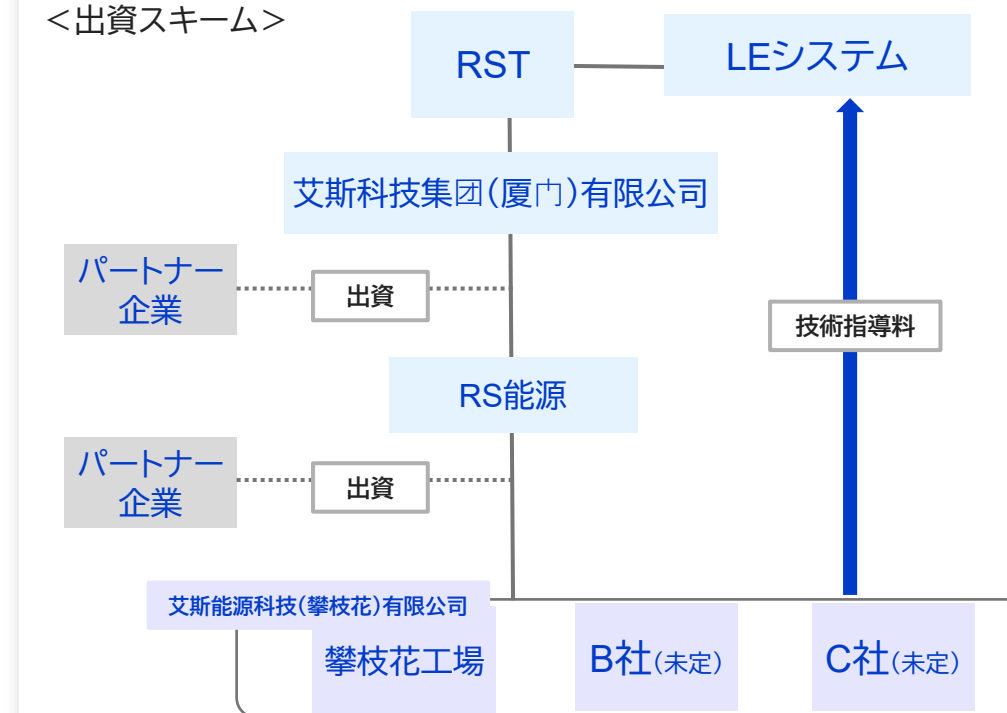 ＜出資スキーム＞
RST
LEシステム
艾斯科技集团（厦门）有限公司
パートナー
企業
出資
技術指導料
RS能源
パートナー
企業
出資
艾斯能源科技（攀枝花）有限公司
攀枝花工場
B社（未定）
C社（未定）